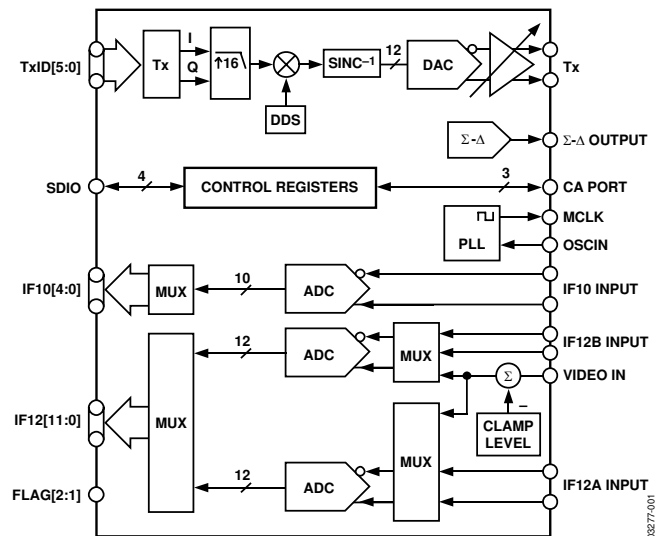 TxID[5:0]
Tx
I
Q
↑16
DDS
SINC–1
12
DAC
Tx
Σ-Δ
Σ-Δ OUTPUT
SDIO
4
CONTROL REGISTERS
3
CA PORT
PLL
MCLK
OSCIN
IF10[4:0]
MUX
10
ADC
IF10 INPUT
12
ADC
MUX
IF12B INPUT
Σ
VIDEO IN
–
CLAMP
LEVEL
IF12[11:0]
MUX
MUX
12
ADC
IF12A INPUT
FLAG[2:1]
03277-001